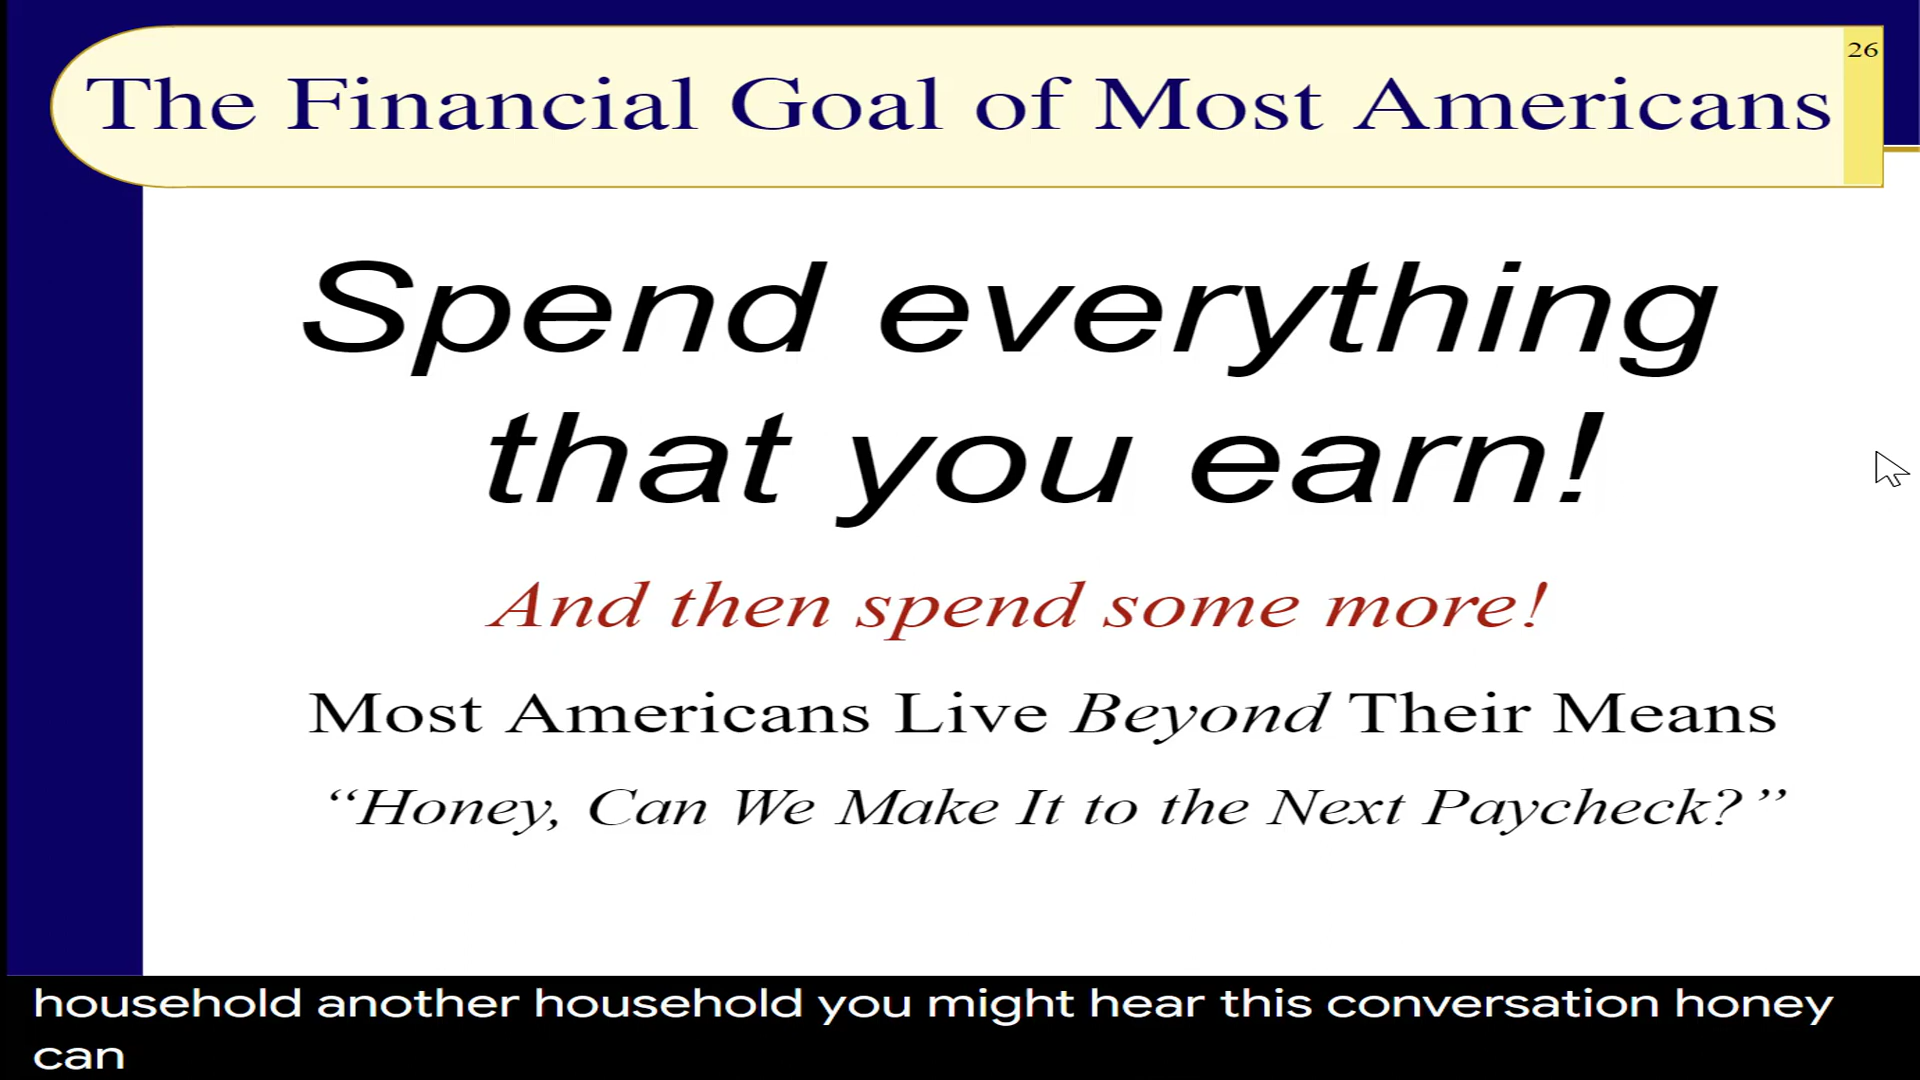 The Financial Goal of Most Americans
26
Spend everything
that you earn!
And then spend some more!
Most Americans Live Beyond Their Means
“Honey, Can We Make It to the Next Paycheck?”
household another household you might hear this conversation honey
can